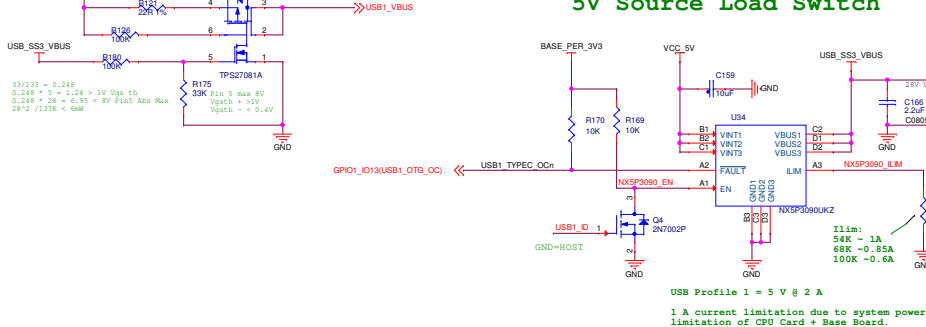 5V Source Load Switch
R121
22R 1%
4
3
USB1_VBUS
R126
100K
6
2
USB_SS3_VBUS
R180
100K
5
1
TPS27081A
33/133 = 0.248
0.248 * 5 = 1.24 > 1V Vgs th
0.248 * 28 = 6.95 < 8V Pin5 Abs Max
28^2 /133K < 6mW
R175
33K
Pin 5 max 8V
Vgsth + >1V
Vgsth - < 0.4V
GND
BASE_PER_3V3
VCC_5V
USB_SS3_VBUS
C159
10uF
GND
28V
C166
2.2uF
C0805
GND
R170
10K
R169
10K
U34
B1
B2
C1
VINT1
VINT2
VINT3
VBUS1
VBUS2
VBUS3
C2
D1
D2
GPIO1_IO13(USB1_OTG_OC)
USB1_TYPEC_OCn
A2
FAULT
ILIM
A3
NX5P3090_ILIM
NX5P3090_EN
A1
EN
GND1
GND2
GND3
B3
C3
D3
NX5P3090UKZ
3
Q4
2N7002P
USB1_ID
1
2
GND=HOST
GND
GND
Ilim:
54K ~ 1A
68K ~0.85A
100K ~0.6A
USB Profile 1 = 5 V @ 2 A
1 A current limitation due to system power
limitation of CPU Card + Base Board.